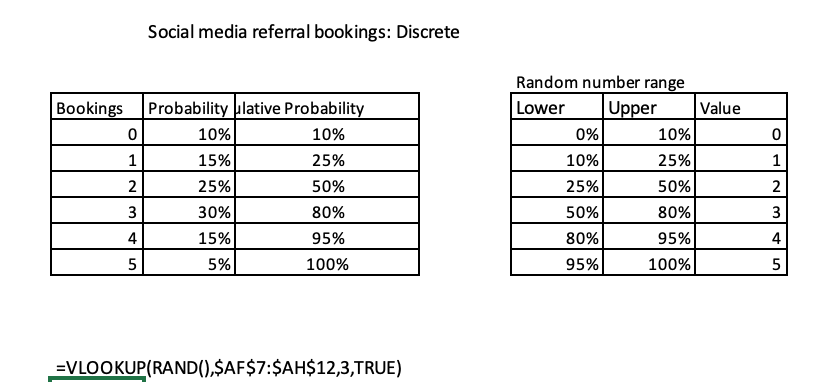 Social media referral bookings: Discrete
Random number range
Bookings Probability ulative Probability Lower Upper Value
0 10% 10% 0% 10% 0
1 15% 25% 10% 25% 1
2 25% 50% 25% 50% 2
3 30% 80% 50% 80% 3
4 15% 95% 80% 95% 4
5 5% 100% 95% 100% 5
=VLOOKUP(RAND(),$AF$7:$AH$12,3,TRUE)